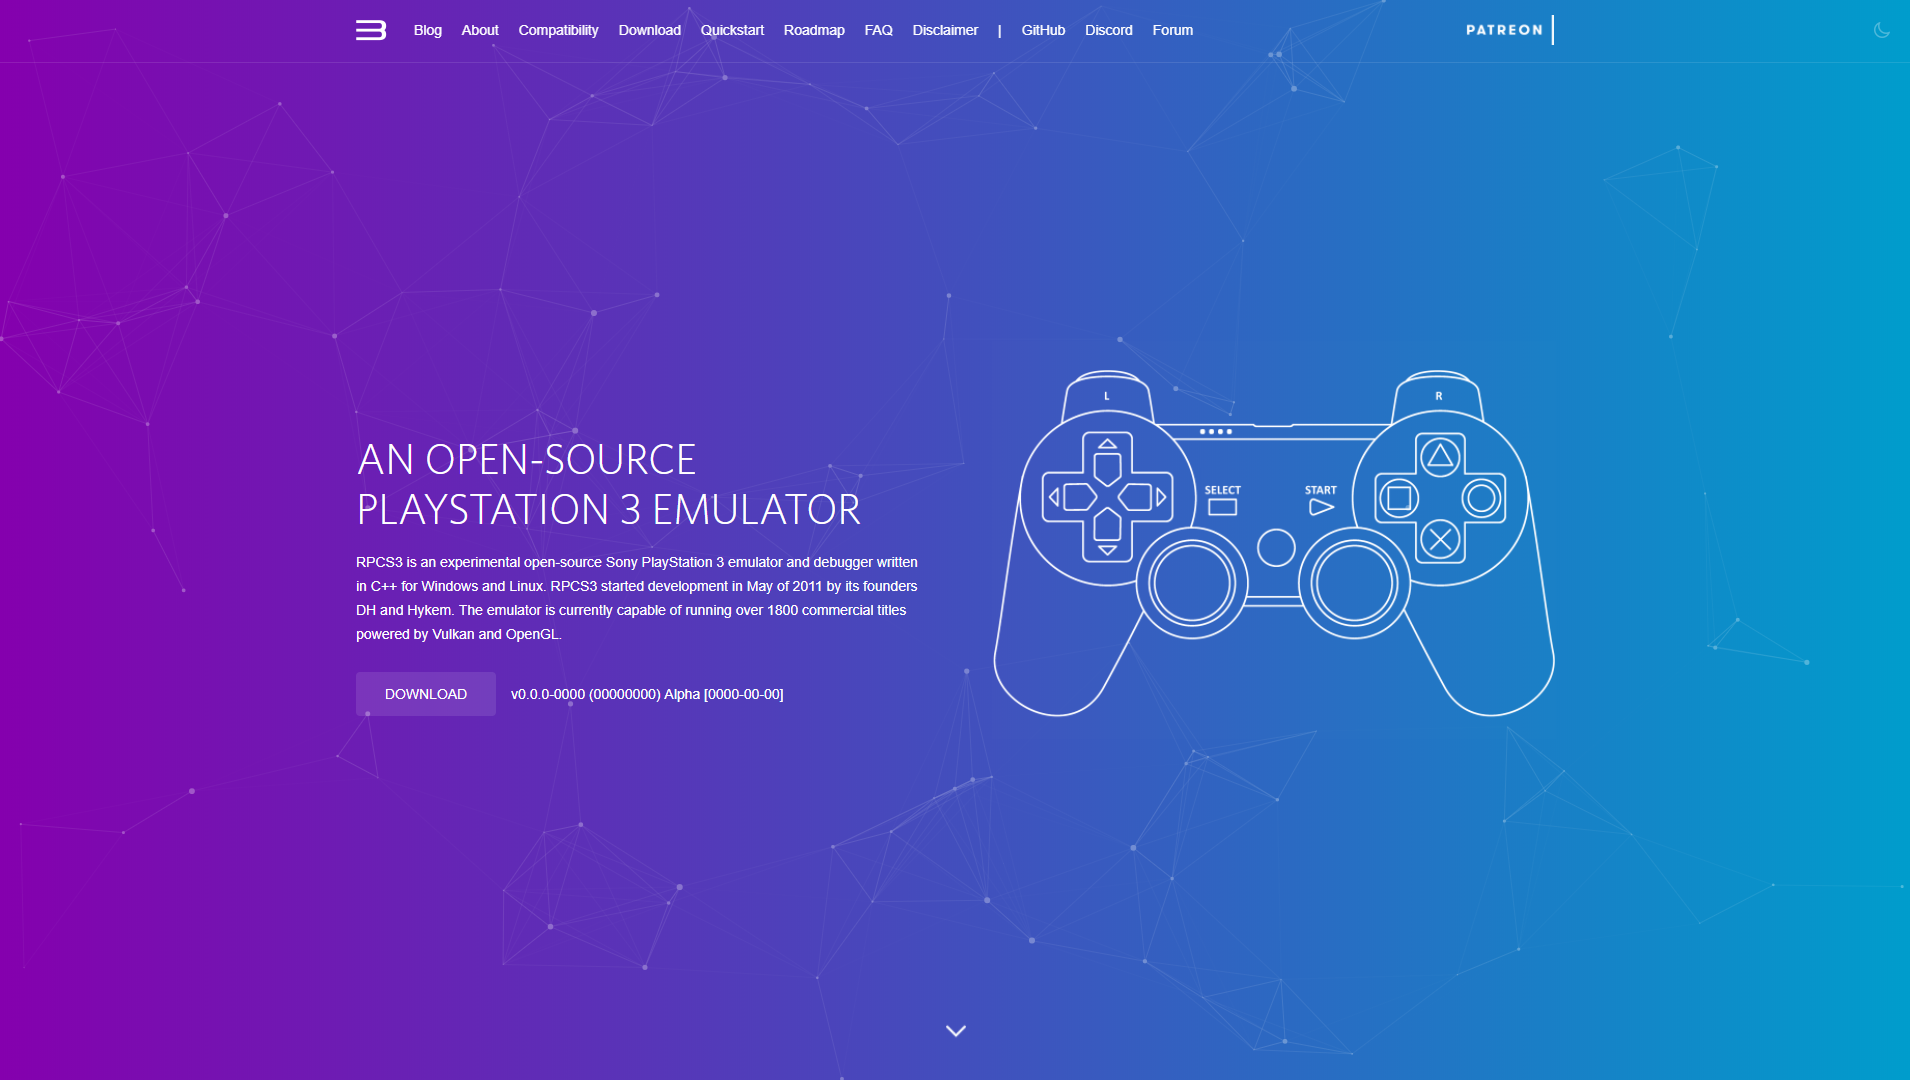 Blog About Compatibility Download Quickstart Roadmap FAQ Disclaimer | GitHub Discord Forum PATREON
L R
SELECT START
AN OPEN-SOURCE
PLAYSTATION 3 EMULATOR
RPCS3 is an experimental open-source Sony PlayStation 3 emulator and debugger written
in C++ for Windows and Linux. RPCS3 started development in May of 2011 by its founders
DH and Hykem. The emulator is currently capable of running over 1800 commercial titles
powered by Vulkan and OpenGL.
DOWNLOAD v0.0.0-0000 (00000000) Alpha [0000-00-00]